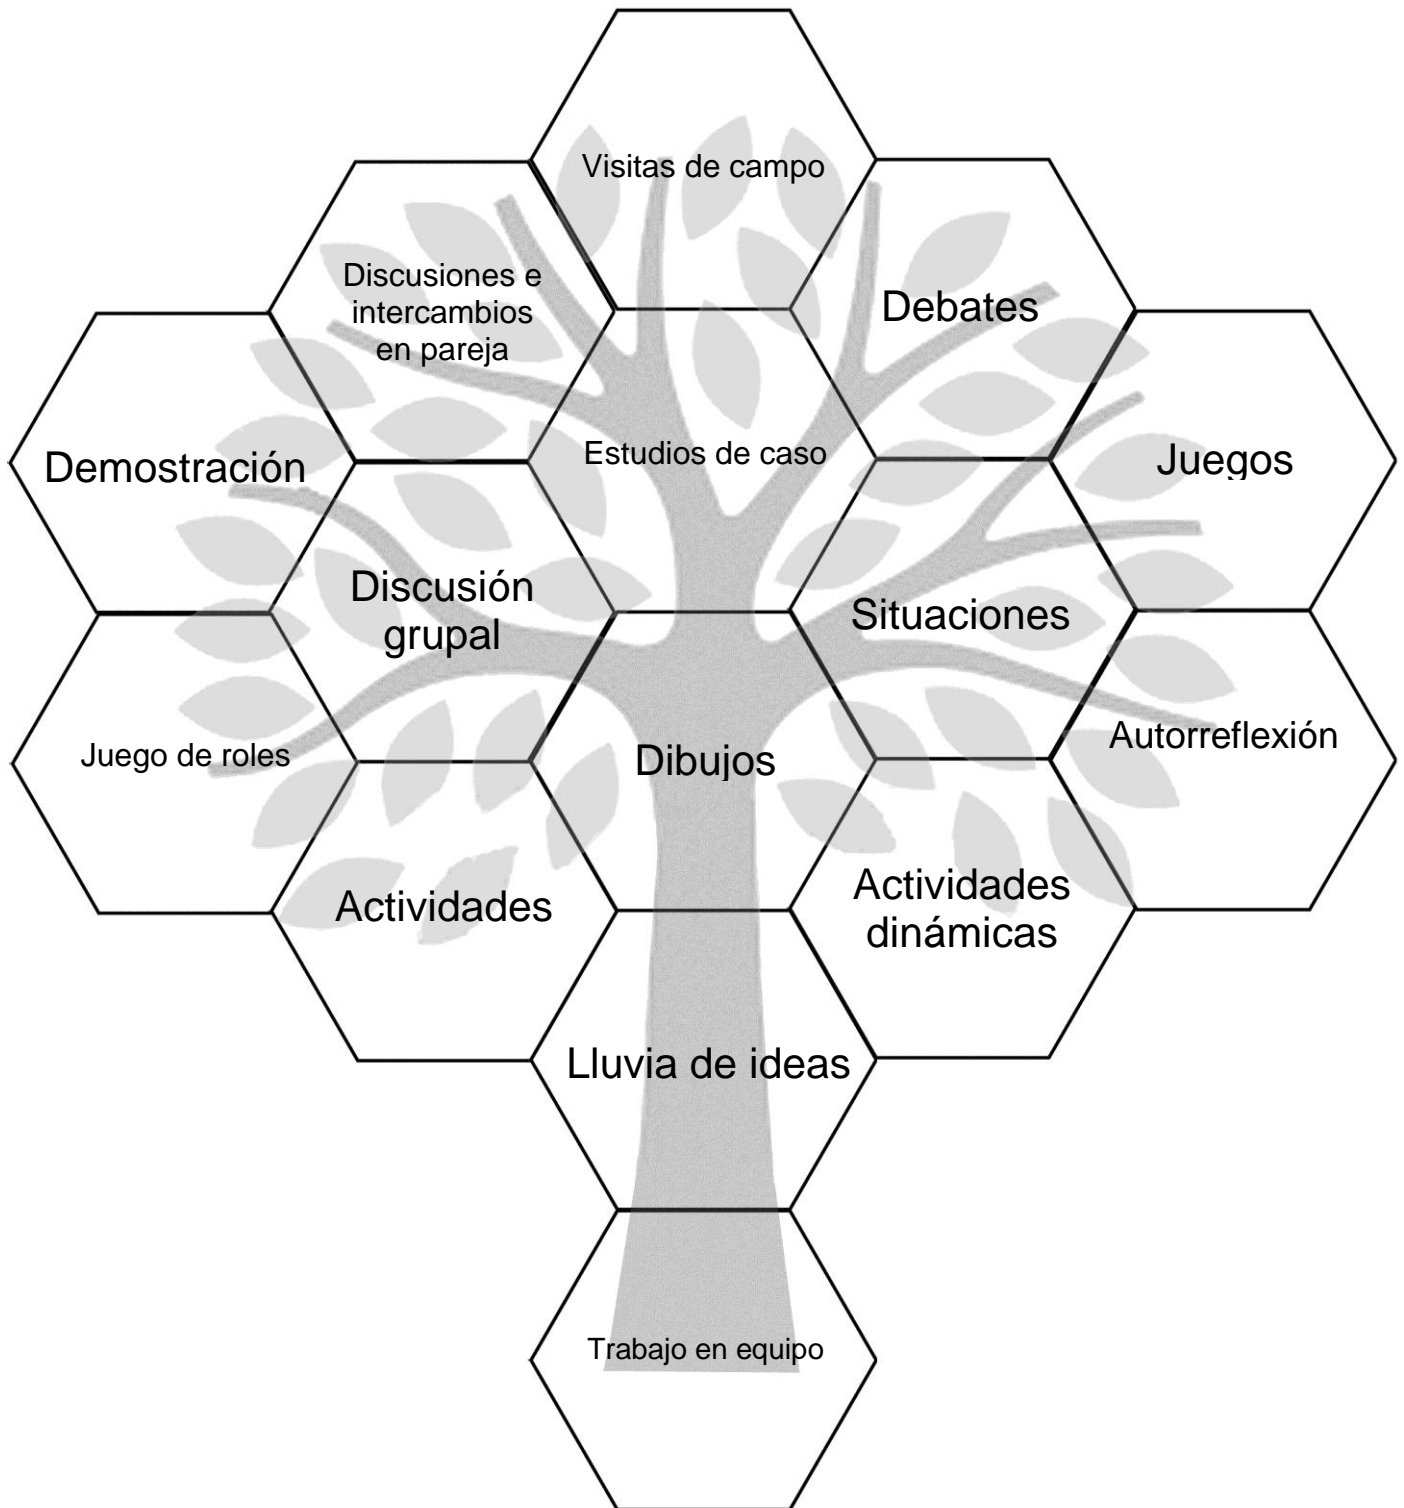 Visitas de campo
Discusiones e
intercambios
en pareja
Debates
Demostración
Estudios de caso
Juegos
Discusión
grupal
Situaciones
Juego de roles
Dibujos
Autorreflexión
Actividades
Actividades
dinámicas
Lluvia de ideas
Trabajo en equipo